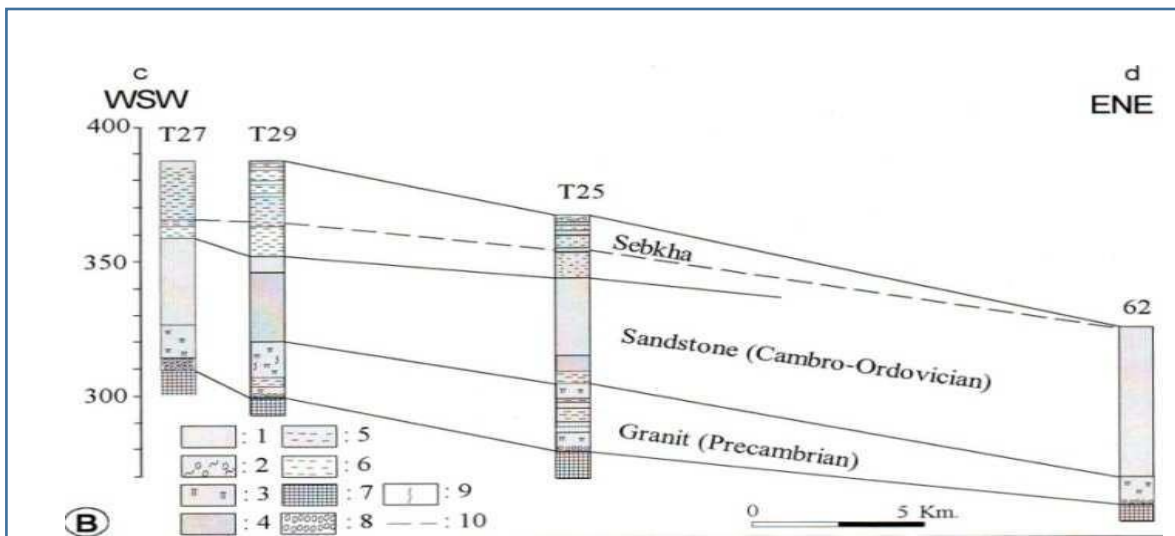 c
d
WSW
ENE
400
T27
T29
T25
350
Sebkha
62
Sandstone (Cambro-Ordovician)
300
Granit (Precambrian)
: 1
: 5
: 2
: 6
: 3
: 7
: 9
: 4
: 8
: 10
B
0
5 Km.